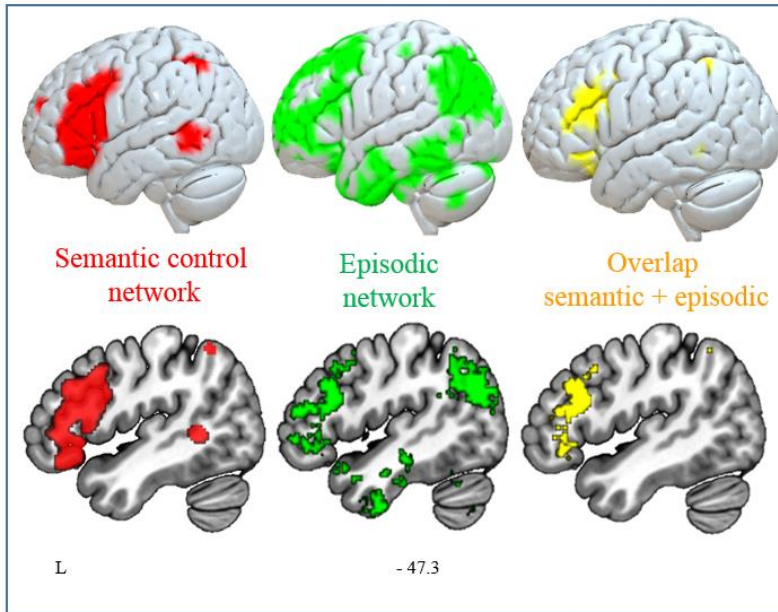 Semantic control
network
Episodic
network
Overlap
semantic + episodic
L
- 47.3